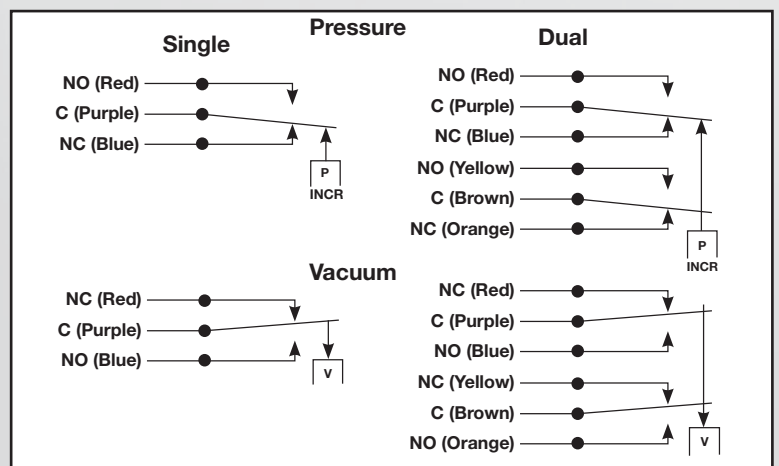 Pressure
Single
NO (Red)
C (Purple)
NC (Blue)
P
INCR
Dual
NO (Red)
C (Purple)
NC (Blue)
NO (Yellow)
C (Brown)
NC (Orange)
P
INCR
Vacuum
NC (Red)
C (Purple)
NO (Blue)
V
NC (Red)
C (Purple)
NO (Blue)
NC (Yellow)
C (Brown)
NO (Orange)
V